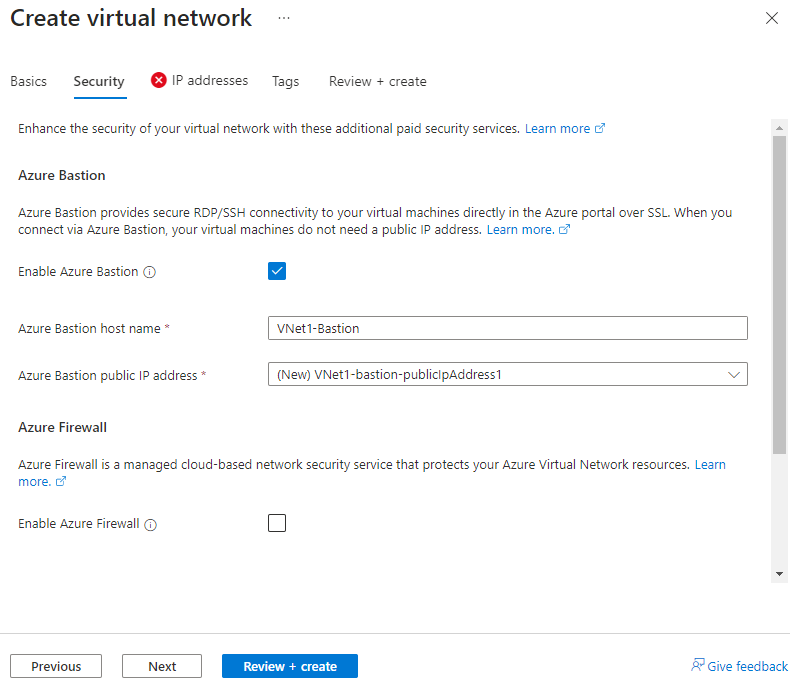 Create virtual network ...
Basics Security IP addresses Tags Review + create
Enhance the security of your virtual network with these additional paid security services. Learn more
Azure Bastion
Azure Bastion provides secure RDP/SSH connectivity to your virtual machines directly in the Azure portal over SSL. When you
connect via Azure Bastion, your virtual machines do not need a public IP address. Learn more.
Enable Azure Bastion
Azure Bastion host name * VNet1-Bastion
Azure Bastion public IP address * (New) VNet1-bastion-publicIpAddress1
Azure Firewall
Azure Firewall is a managed cloud-based network security service that protects your Azure Virtual Network resources. Learn
more.
Enable Azure Firewall
Previous Next Review + create Give feedback